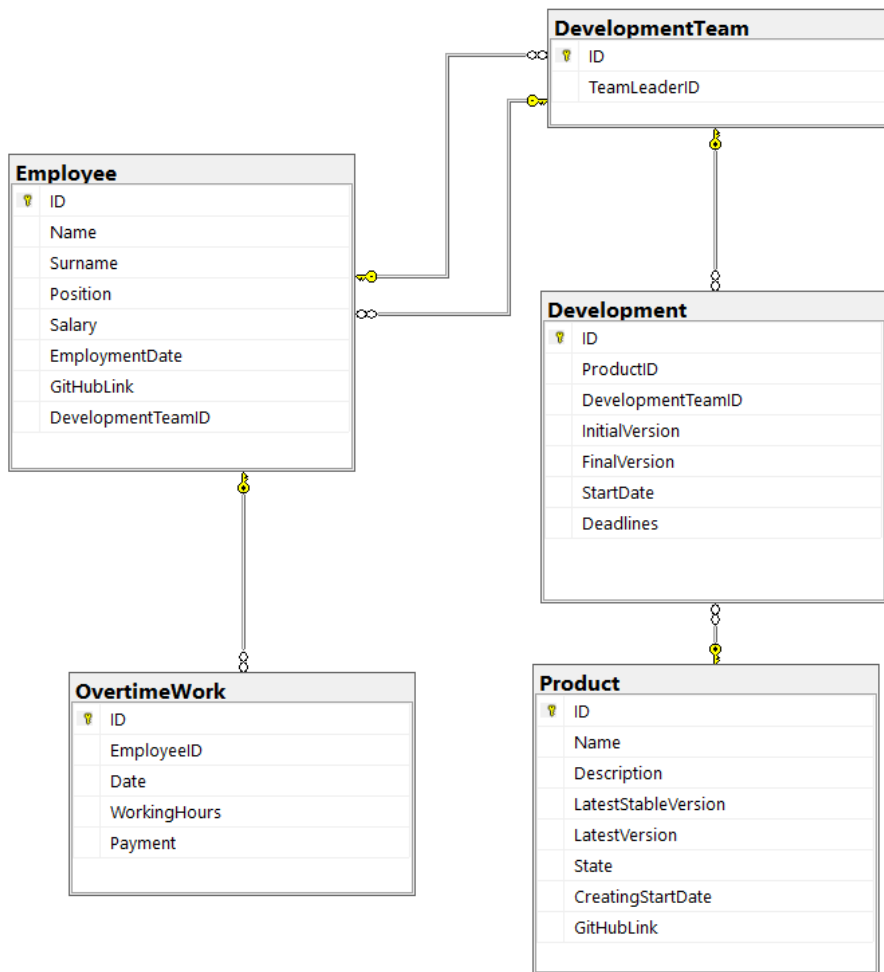 DevelopmentTeam
ID
TeamLeaderID
Employee
ID
Name
Surname
Position
Salary
EmploymentDate
GitHubLink
DevelopmentTeamID
Development
ID
ProductID
DevelopmentTeamID
InitialVersion
FinalVersion
StartDate
Deadlines
OvertimeWork
ID
EmployeeID
Date
WorkingHours
Payment
Product
ID
Name
Description
LatestStableVersion
LatestVersion
State
CreatingStartDate
GitHubLink